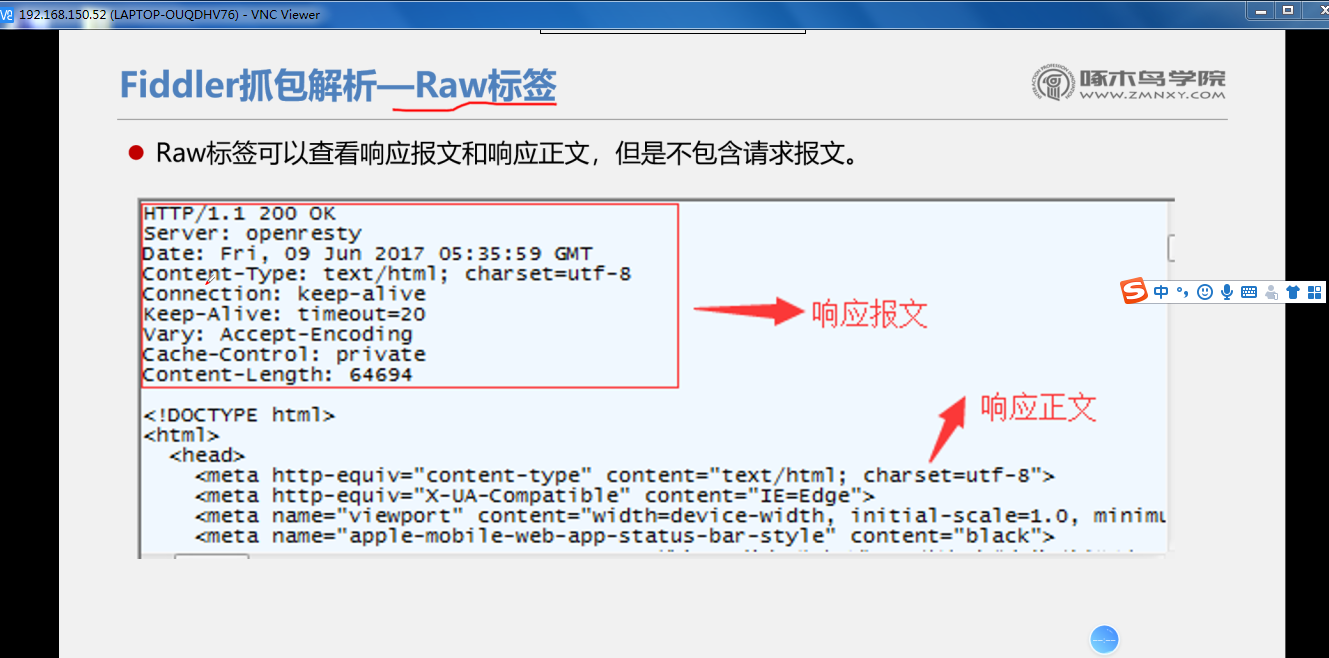 192.168.150.52 (LAPTOP-OUQDHV76) - VNC Viewer
Fiddler抓包解析—Raw标签
啄木鸟学院
WWW.ZMNXY.COM
Raw标签可以查看响应报文和响应正文，但是不包含请求报文。
HTTP/1.1 200 OK
Server: openresty
Date: Fri, 09 Jun 2017 05:35:59 GMT
Content-Type: text/html; charset=utf-8
Connection: keep-alive
Keep-Alive: timeout=20
Vary: Accept-Encoding
Cache-Control: private
Content-Length: 64694
响应报文
中
响应正文
<!DOCTYPE html>
<html>
<head>
<meta http-equiv="content-type" content="text/html; charset=utf-8">
<meta http-equiv="X-UA-Compatible" content="IE=Edge">
<meta name="viewport" content="width=device-width, initial-scale=1.0, minimu
<meta name="apple-mobile-web-app-status-bar-style" content="black">